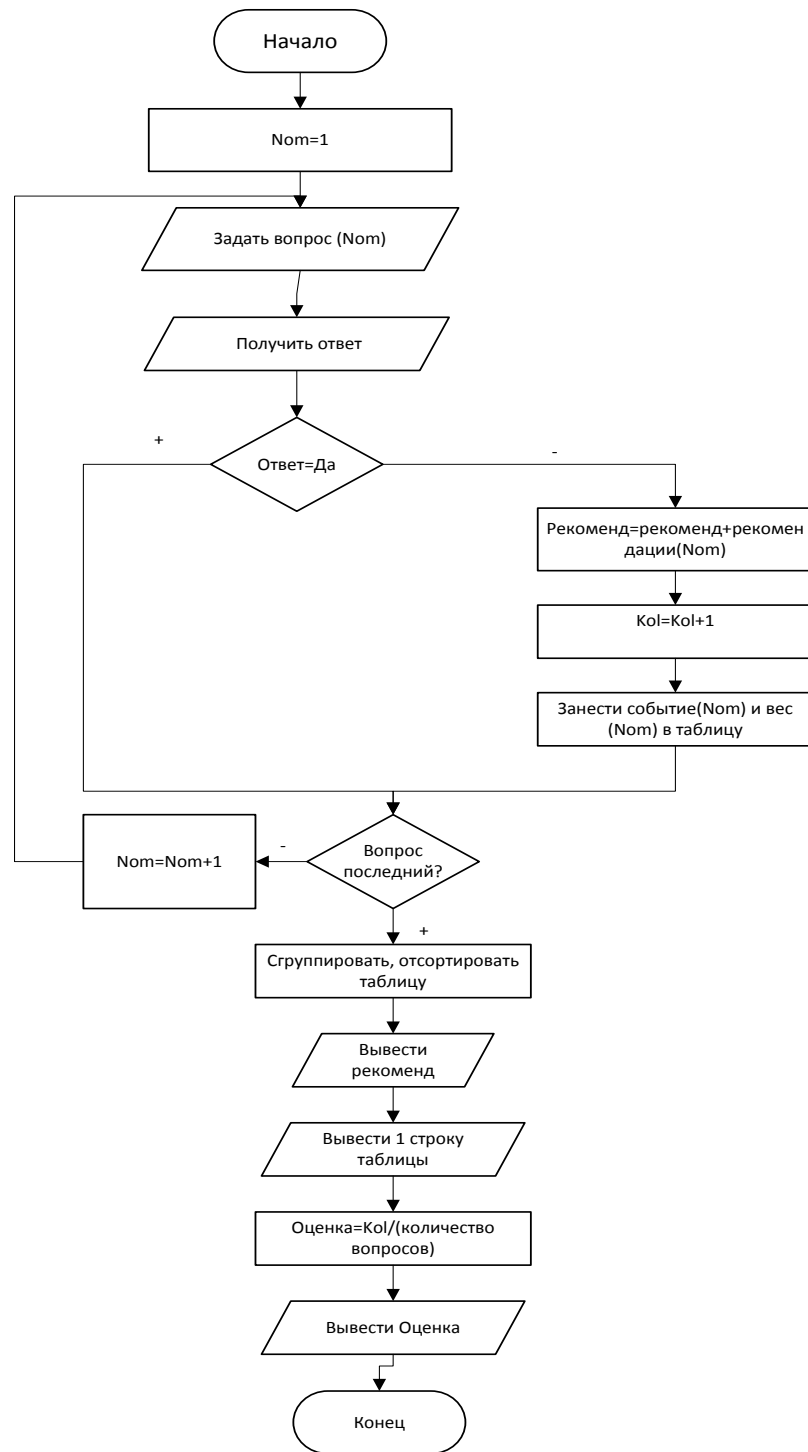 Начало
Nom=1
Задать вопрос (Nom)
Получить ответ
+
Ответ=Да
-
Рекоменд=рекоменд+рекомен
дации(Nom)
Kol=Kol+1
Занести событие(Nom) и вес
(Nom) в таблицу
Nom=Nom+1
-
Вопрос
последний?
+
Сгруппировать, отсортировать
таблицу
Вывести
рекоменд
Вывести 1 строку
таблицы
Оценка=Kol/(количество
вопросов)
Вывести Оценка
Конец